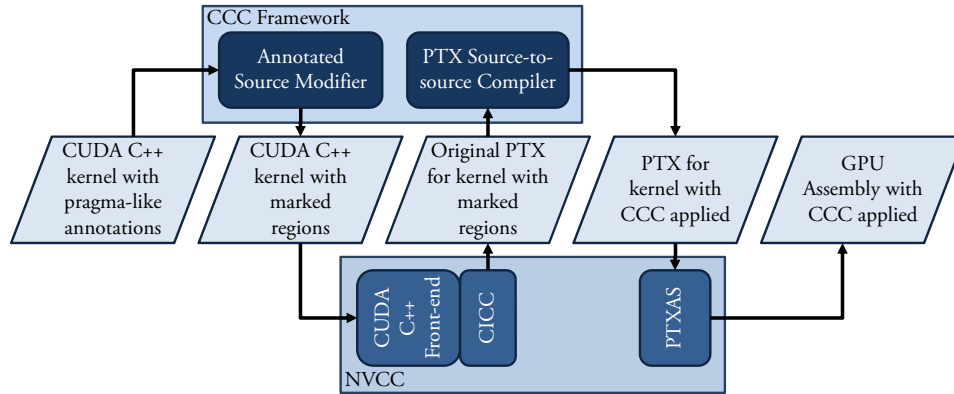 CCC Framework
Annotated
Source Modifier
PTX Source-to-
source Compiler
CUDA C++
kernel with
pragma-like
annotations
CUDA C++
kernel with
marked
regions
Original PTX
for kernel with
marked
regions
PTX for
kernel with
CCC applied
GPU
Assembly with
CCC applied
CUDA
C++
Front-end
CICC
PTXAS
NVCC